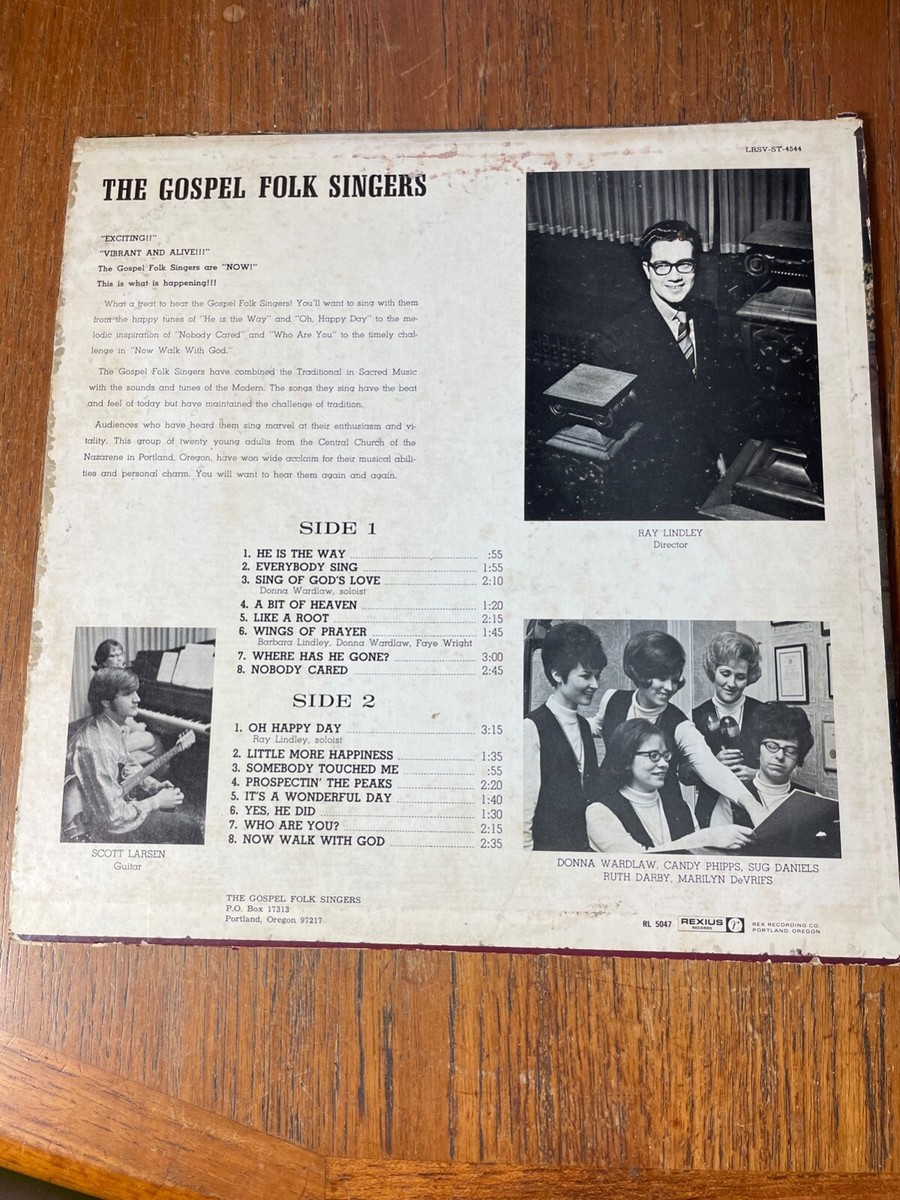 LRSV-ST-4544
THE GOSPEL FOLK SINGERS
"EXCITING!!"
"VIBRANT AND ALIVE!!!"
The Gospel Folk Singers are "NOW!"
This is what is happening!!!
What a treat to hear the Gospel Folk Singers! You'll want to sing with them
from the happy tunes of "He is the Way" and "Oh, Happy Day" to the me-
lodic inspiration of "Nobody Cared" and "Who Are You" to the timely chal-
lenge in "Now Walk With God."
The Gospel Folk Singers have combined the Traditional in Sacred Music
with the sounds and tunes of the Modern. The songs they sing have the beat
and feel of today but have maintained the challenge of tradition.
Audiences who have heard them sing marvel at their enthusiasm and vi-
tality. This group of twenty young adults from the Central Church of the
Nazarene in Portland, Oregon, have won wide acclaim for their musical abili-
ties and personal charm. You will want to hear them again and again.
RAY LINDLEY
Director
SIDE 1
1. HE IS THE WAY :55
2. EVERYBODY SING 1:55
3. SING OF GOD'S LOVE 2:10
Donna Wardlaw, soloist
4. A BIT OF HEAVEN 1:20
5. LIKE A ROOT 2:15
6. WINGS OF PRAYER 1:45
Barbara Lindley, Donna Wardlaw, Faye Wright
7. WHERE HAS HE GONE? 3:00
8. NOBODY CARED 2:45
SIDE 2
1. OH HAPPY DAY 3:15
Ray Lindley, soloist
2. LITTLE MORE HAPPINESS 1:35
3. SOMEBODY TOUCHED ME :55
4. PROSPECTIN' THE PEAKS 2:20
5. IT'S A WONDERFUL DAY 1:40
6. YES, HE DID 1:30
7. WHO ARE YOU? 2:15
8. NOW WALK WITH GOD 2:35
SCOTT LARSEN
Guitar
DONNA WARDLAW, CANDY PHIPPS, SUG DANIELS
RUTH DARBY, MARILYN DeVRIES
THE GOSPEL FOLK SINGERS
P.O. Box 17313
Portland, Oregon 97217
RL 5047 REXIUS RECORDS REX RECORDING CO.
PORTLAND, OREGON